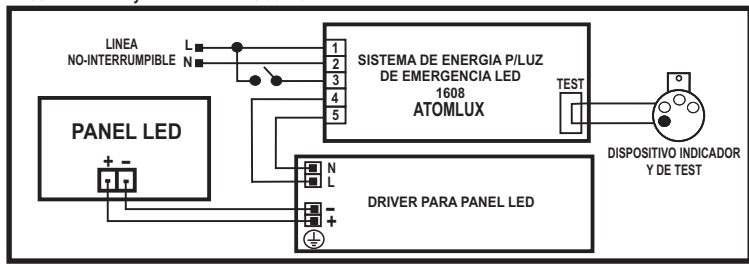 LINEA
NO-INTERRUMPIBLE
L
N
1
2
3
4
5
SISTEMA DE ENERGIA P/LUZ
DE EMERGENCIA LED
1608
ATOMLUX
TEST
DISPOSITIVO INDICADOR
Y DE TEST
PANEL LED
+ -
N
L
-
+
DRIVER PARA PANEL LED